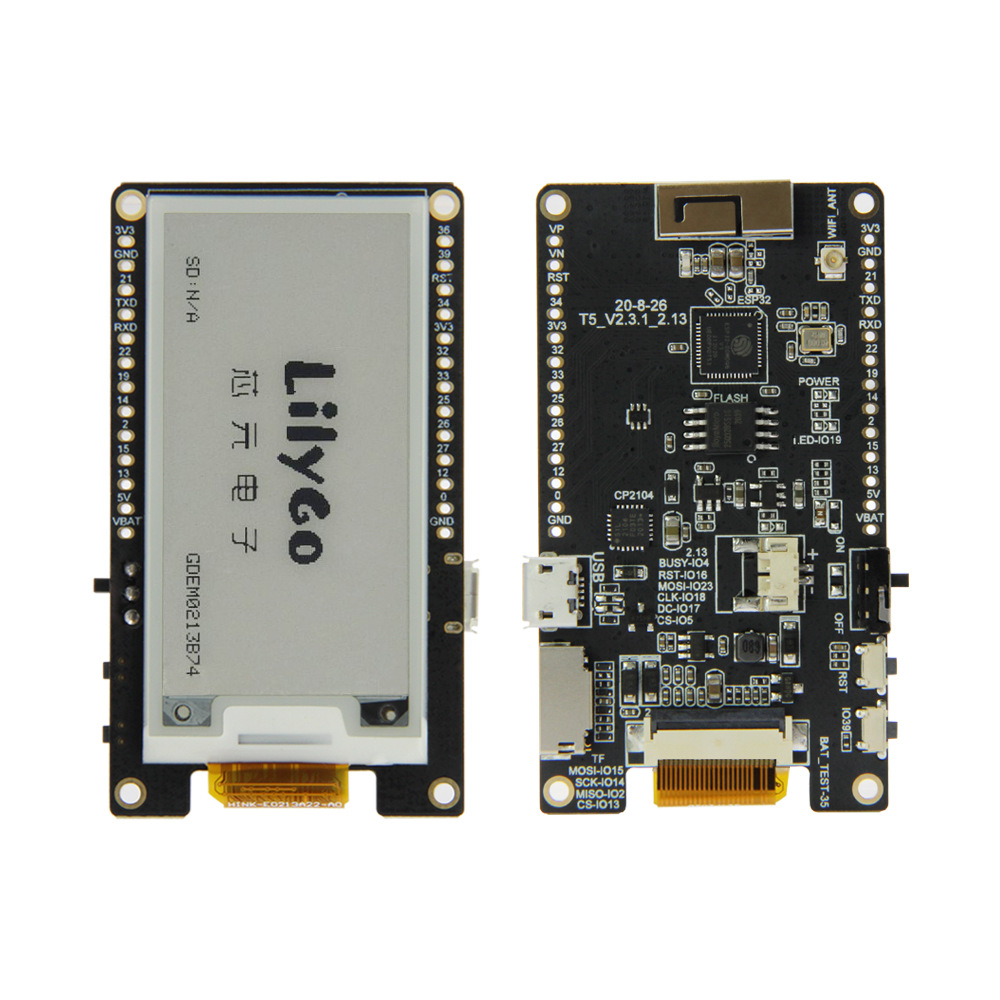 3V3
GND
21
TXD
RXD
22
19
14
2
15
13
5V
VBAT
36
39
RST
34
3V3
32
33
25
26
27
12
0
GND
SD:N/A
LilyGo
芯元电子
GDEM0213B74
HINK-E0213A22-A0
VP
VN
RST
34
3V3
32
33
25
26
27
12
0
GND
WIFI_ANT
3V3
GND
21
TXD
RXD
22
19
14
2
15
13
5V
VBAT
20-8-26
T5_V2.3.1_2.13
ESP32
FLASH
POWER
LED-IO19
CP2104
USB
2.13
BUSY-IO4
RST-IO16
MOSI-IO23
CLK-IO18
DC-IO17
CS-IO5
+
ON
OFF
680
RST
IO39
BAT_TEST-35
2
TF
MOSI-IO15
SCK-IO14
MISO-IO2
CS-IO13